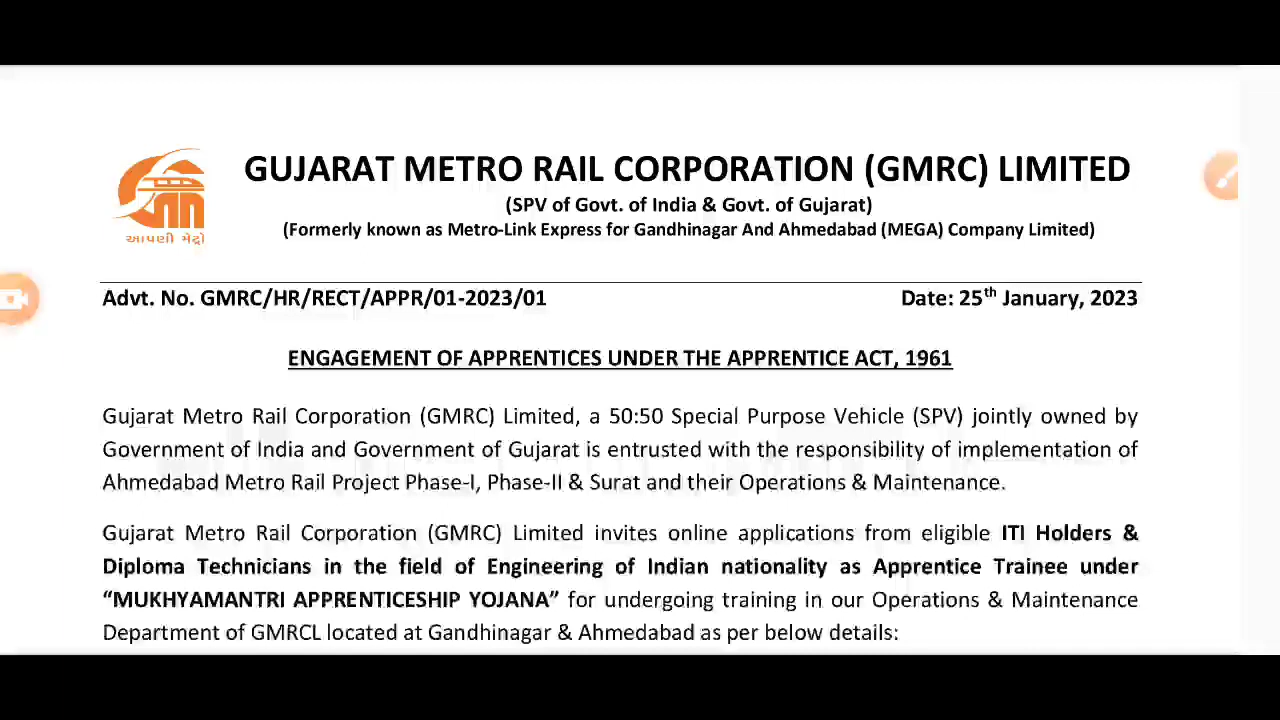 આપણી મેટ્રો
GUJARAT METRO RAIL CORPORATION (GMRC) LIMITED
(SPV of Govt. of India & Govt. of Gujarat)
(Formerly known as Metro-Link Express for Gandhinagar And Ahmedabad (MEGA) Company Limited)
Advt. No. GMRC/HR/RECT/APPR/01-2023/01 Date: 25th January, 2023
ENGAGEMENT OF APPRENTICES UNDER THE APPRENTICE ACT, 1961
Gujarat Metro Rail Corporation (GMRC) Limited, a 50:50 Special Purpose Vehicle (SPV) jointly owned by
Government of India and Government of Gujarat is entrusted with the responsibility of implementation of
Ahmedabad Metro Rail Project Phase-I, Phase-II & Surat and their Operations & Maintenance.
Gujarat Metro Rail Corporation (GMRC) Limited invites online applications from eligible ITI Holders &
Diploma Technicians in the field of Engineering of Indian nationality as Apprentice Trainee under
“MUKHYAMANTRI APPRENTICESHIP YOJANA” for undergoing training in our Operations & Maintenance
Department of GMRCL located at Gandhinagar & Ahmedabad as per below details: